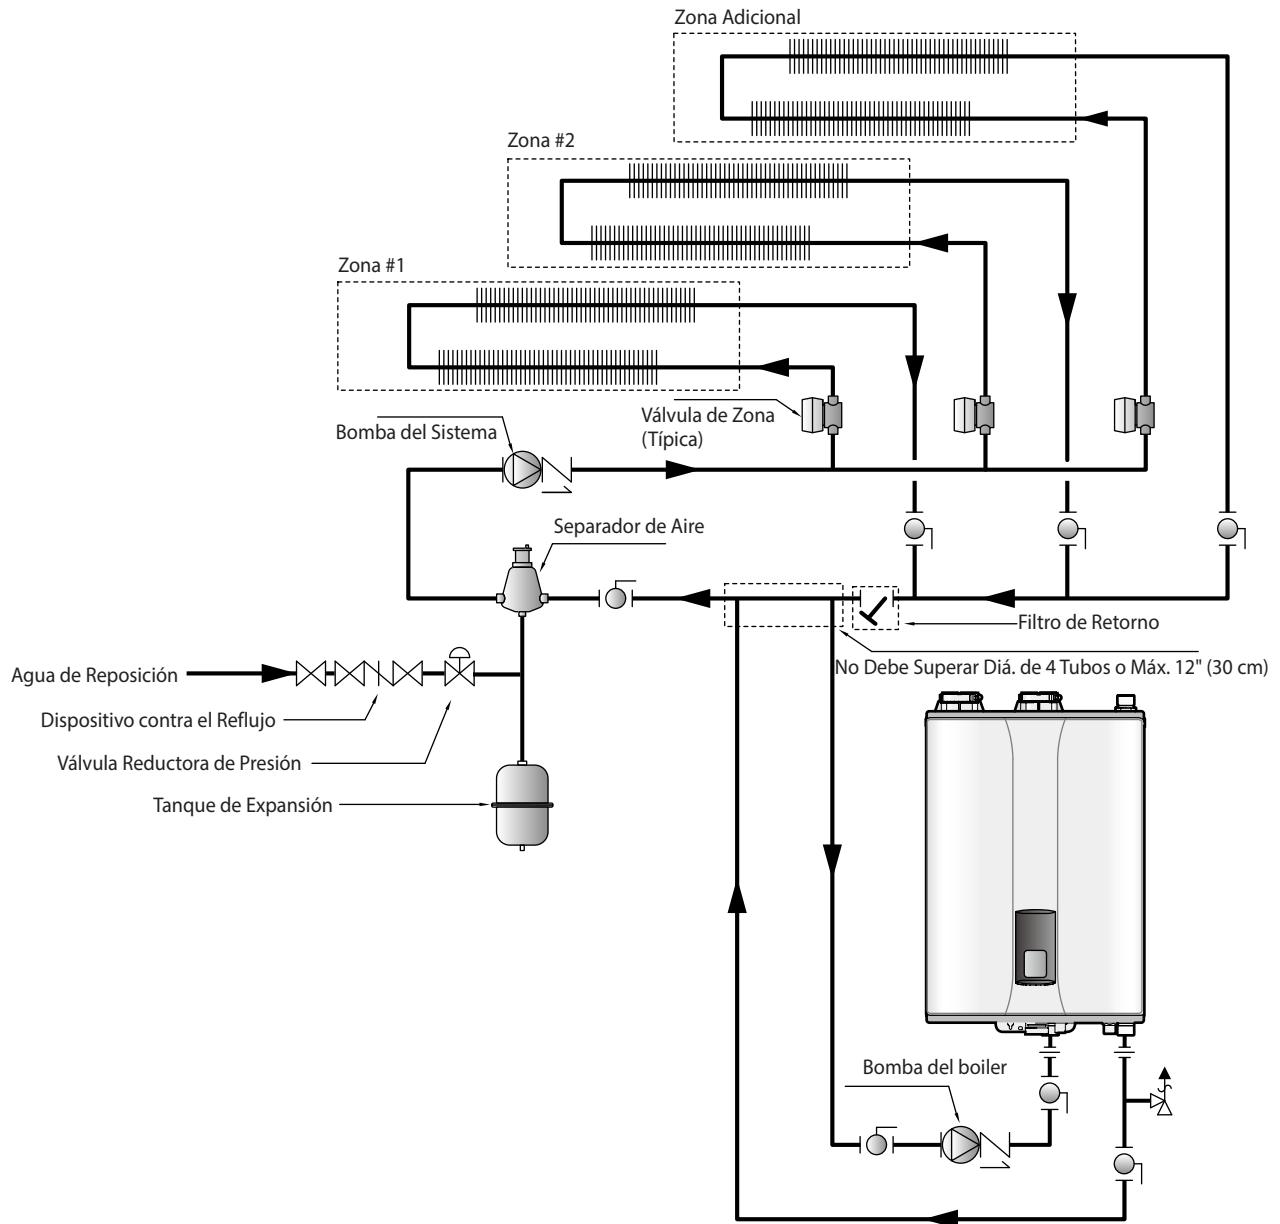 Zona Adicional
Zona #2
Zona #1
Bomba del Sistema
Válvula de Zona
(Típica)
Separador de Aire
Filtro de Retorno
No Debe Superar Diá. de 4 Tubos o Máx. 12" (30 cm)
Agua de Reposición
Dispositivo contra el Reflujo
Válvula Reductora de Presión
Tanque de Expansión
Bomba del boiler